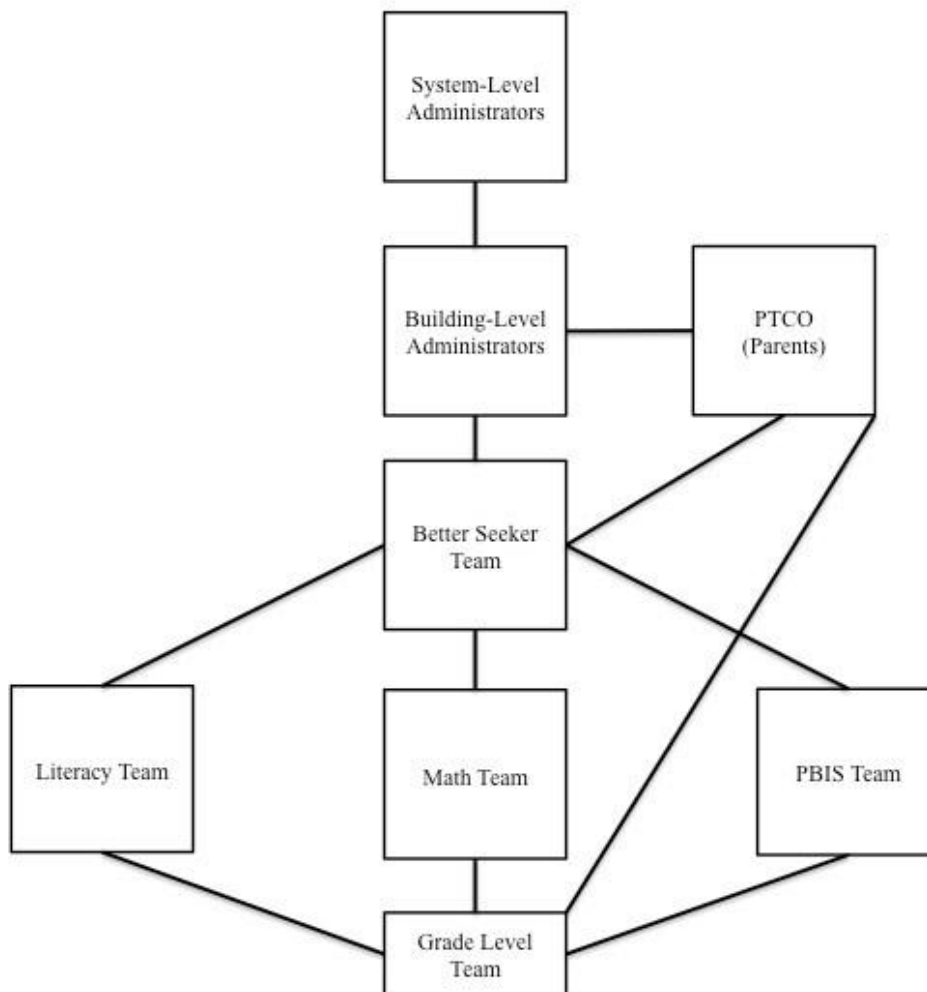 System-Level
Administrators
Building-Level
Administrators
PTCO
(Parents)
Better Seeker
Team
Literacy Team
Math Team
PBIS Team
Grade Level
Team